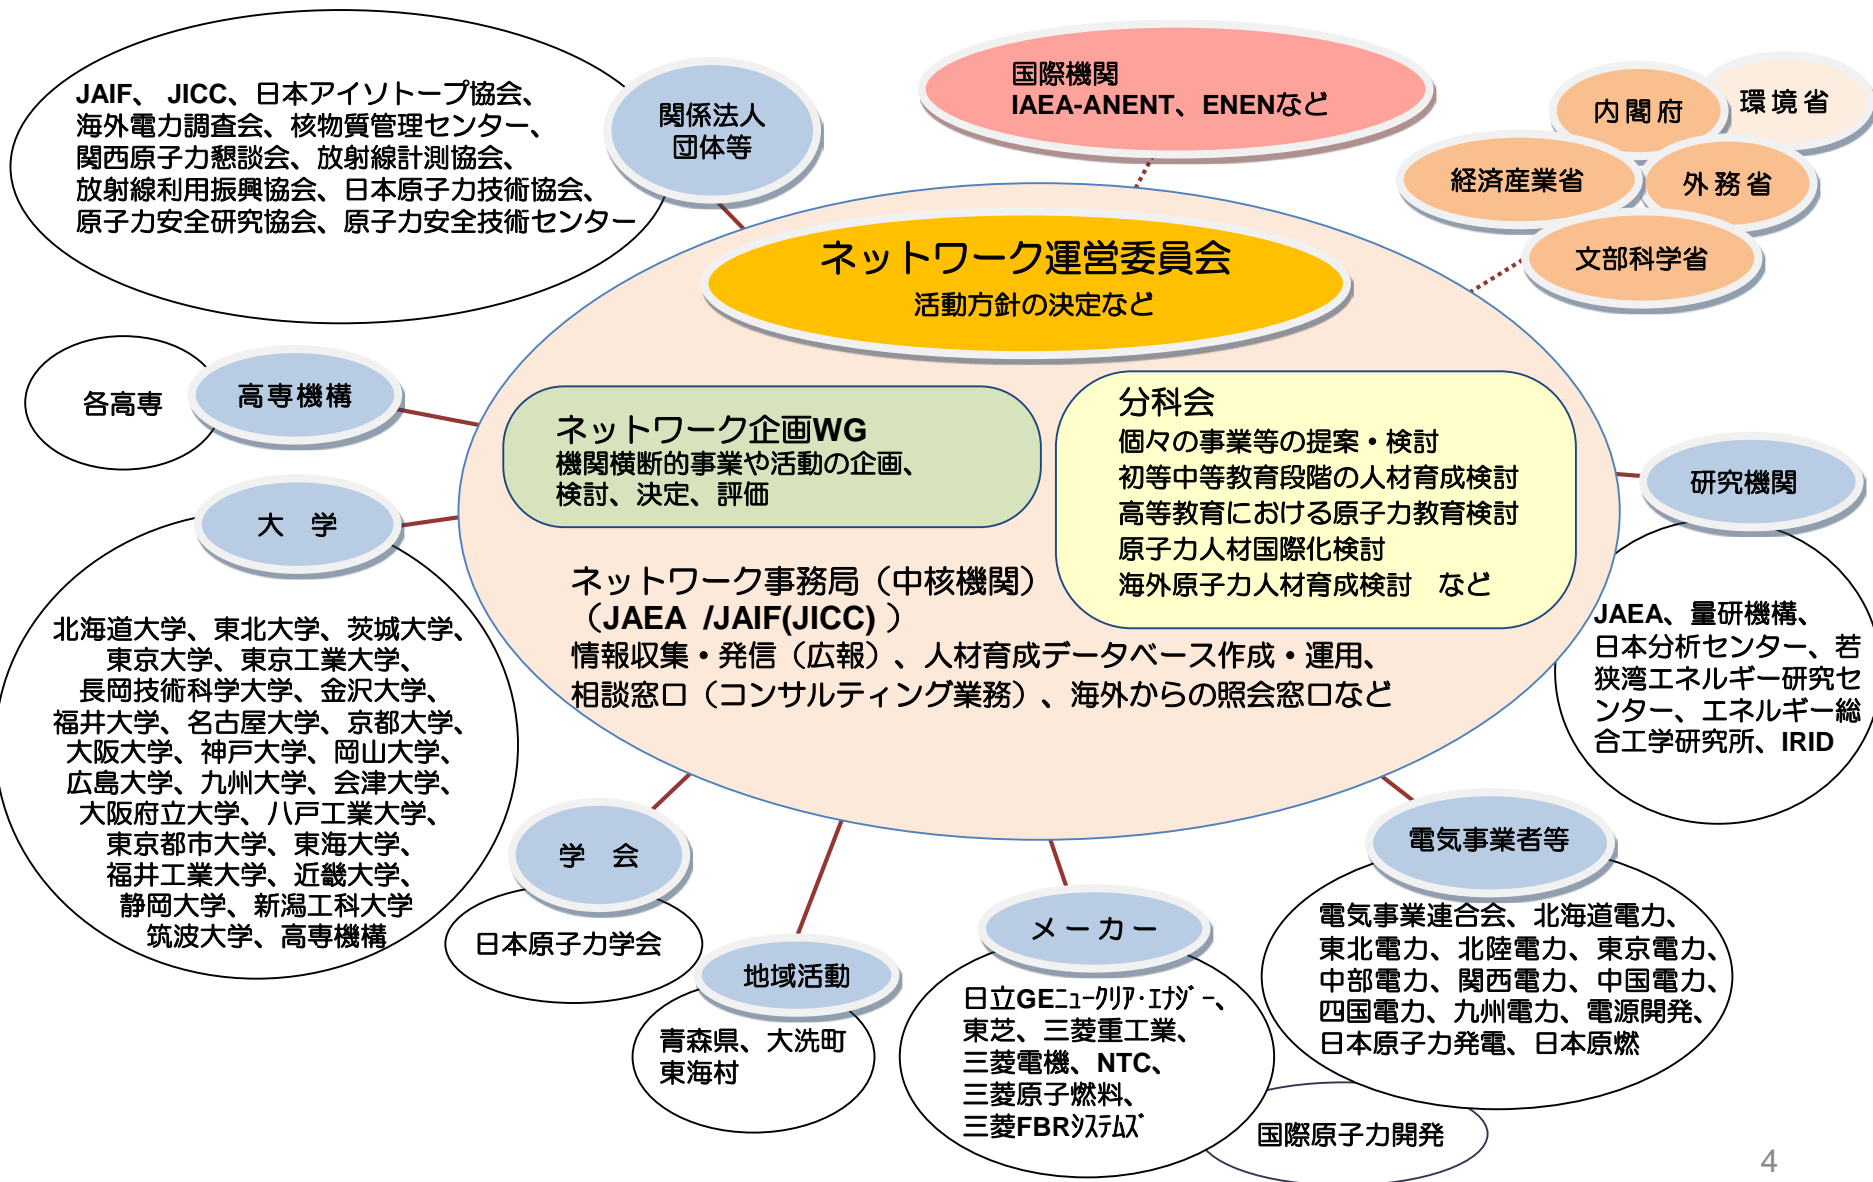 JAIF、 JICC、日本アイソトープ協会、
海外電力調査会、核物質管理センター、
関西原子力懇談会、放射線計測協会、
放射線利用振興協会、日本原子力技術協会、
原子力安全研究協会、原子力安全技術センター
関係法人
団体等
国際機関
IAEA-ANENT、ENENなど
内閣府
環境省
経済産業省
外務省
文部科学省
ネットワーク運営委員会
活動方針の決定など
各高専
高専機構
ネットワーク企画WG
機関横断的事業や活動の企画、
検討、決定、評価
分科会
個々の事業等の提案・検討
初等中等教育段階の人材育成検討
高等教育における原子力教育検討
原子力人材国際化検討
海外原子力人材育成検討　など
ネットワーク事務局（中核機関）
（JAEA /JAIF(JICC) ）
情報収集・発信（広報）、人材育成データベース作成・運用、
相談窓口（コンサルティング業務）、海外からの照会窓口など
大　学
北海道大学、東北大学、茨城大学、
東京大学、東京工業大学、
長岡技術科学大学、金沢大学、
福井大学、名古屋大学、京都大学、
大阪大学、神戸大学、岡山大学、
広島大学、九州大学、会津大学、
大阪府立大学、八戸工業大学、
東京都市大学、東海大学、
福井工業大学、近畿大学、
静岡大学、新潟工科大学
筑波大学、高専機構
研究機関
JAEA、量研機構、
日本分析センター、若
狭湾エネルギー研究セ
ンター、エネルギー総
合工学研究所、IRID
学　会
日本原子力学会
地域活動
青森県、大洗町
東海村
メーカー
日立GEﾆｭｰｸﾘｱ･ｴﾅｼﾞｰ、
東芝、三菱重工業、
三菱電機、NTC、
三菱原子燃料、
三菱FBRｼｽﾃﾑｽﾞ
電気事業者等
電気事業連合会、北海道電力、
東北電力、北陸電力、東京電力、
中部電力、関西電力、中国電力、
四国電力、九州電力、電源開発、
日本原子力発電、日本原燃
国際原子力開発
4